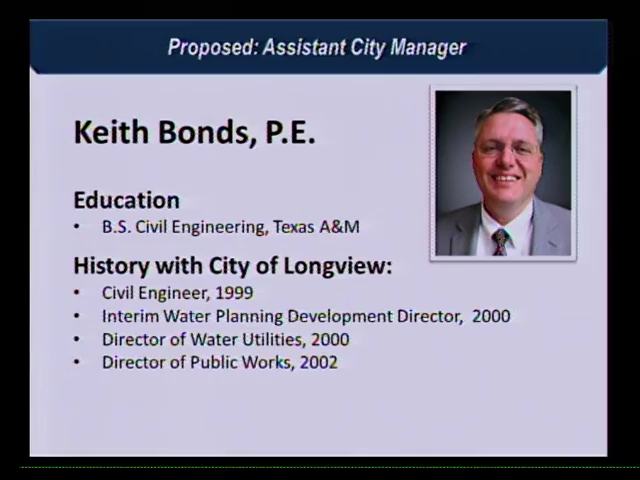 Proposed: Assistant City Manager
Keith Bonds, P.E.
Education
• B.S. Civil Engineering, Texas A&M
History with City of Longview:
• Civil Engineer, 1999
• Interim Water Planning Development Director, 2000
• Director of Water Utilities, 2000
• Director of Public Works, 2002